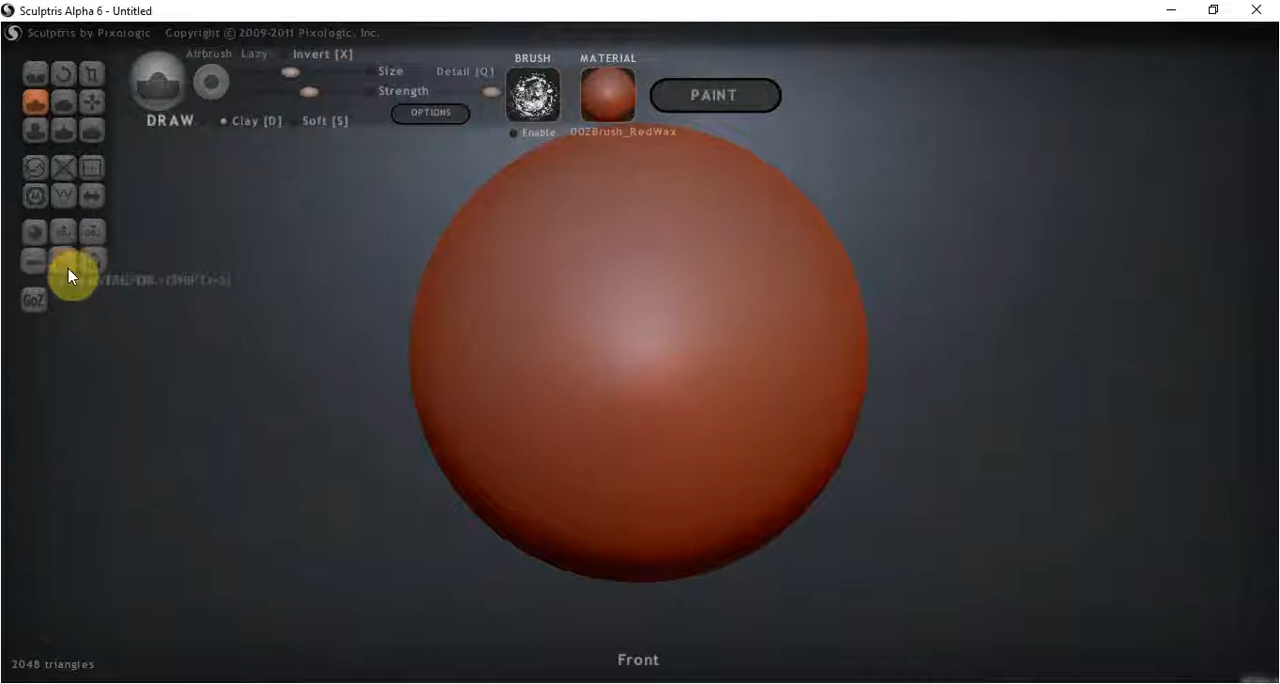 Sculptris Alpha 6 - Untitled
Sculptris by Pixologic Copyright © 2009-2011 Pixologic, Inc.
Airbrush Lazy Invert [X]
BRUSH MATERIAL
Size Detail [Q]
Strength
PAINT
OPTIONS
DRAW Clay [D] Soft [S]
Enable 00ZBrush_RedWax
OBJ
GoZ
2048 triangles
Front